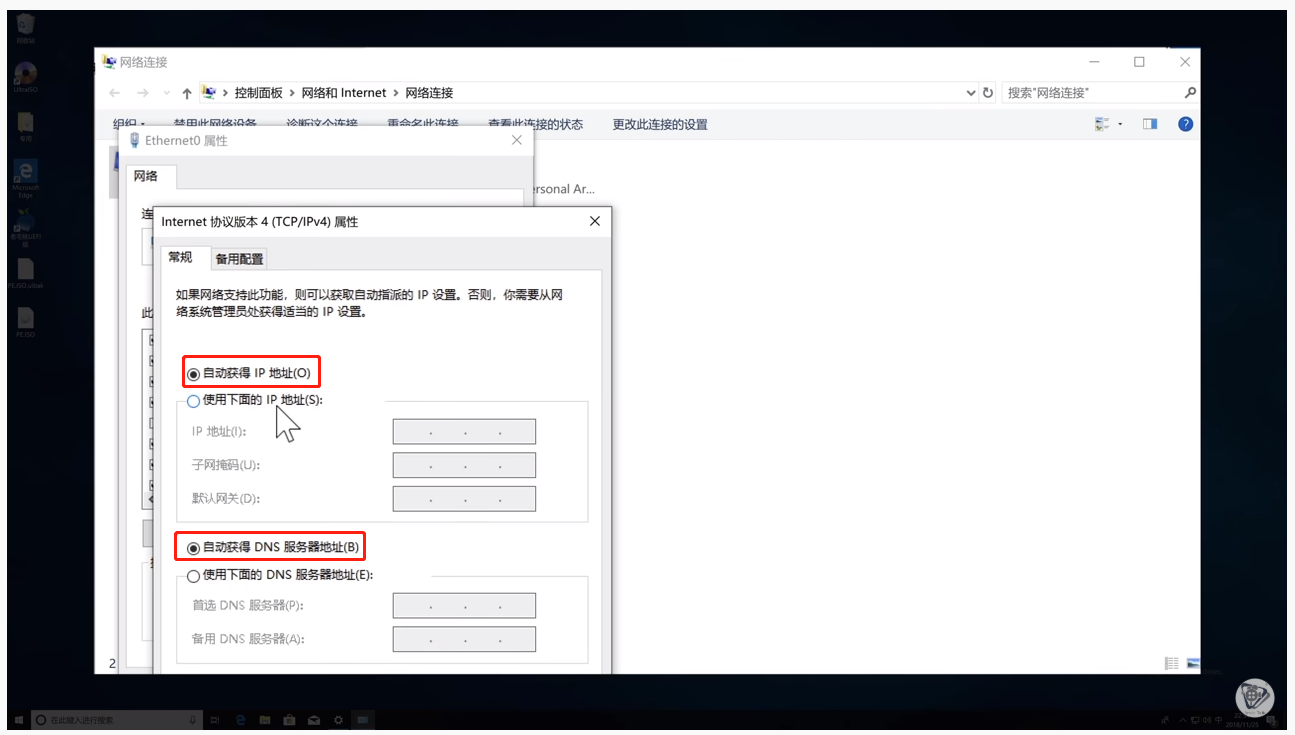 UltraISO
Microsoft
Edge
PE.ISO
网络连接
控制面板 > 网络和 Internet > 网络连接
搜索"网络连接"
组织
禁用此网络设备
诊断这个连接
重命名此连接
查看此连接的状态
更改此连接的设置
Ethernet0 属性
网络
ersonal Ar...
连
此
Internet 协议版本 4 (TCP/IPv4) 属性
常规
备用配置
如果网络支持此功能，则可以获取自动指派的 IP 设置。否则，你需要从网
络系统管理员处获得适当的 IP 设置。
自动获得 IP 地址(O)
使用下面的 IP 地址(S):
IP 地址(I):
子网掩码(U):
默认网关(D):
自动获得 DNS 服务器地址(B)
使用下面的 DNS 服务器地址(E):
首选 DNS 服务器(P):
备用 DNS 服务器(A):
2
在此键入进行搜索
中
2018/11/25